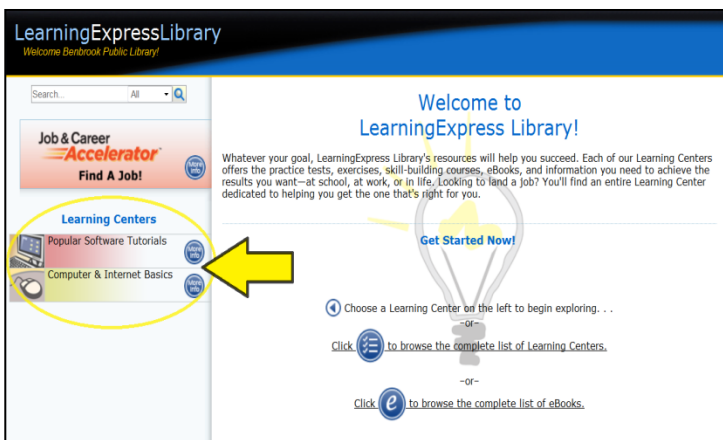 LearningExpressLibrary
Welcome Benbrook Public Library!
Search...
All
Job & Career
Accelerator
Find A Job!
More Info
Learning Centers
Popular Software Tutorials
More Info
Computer & Internet Basics
More Info
Welcome to
LearningExpress Library!
Whatever your goal, LearningExpress Library's resources will help you succeed. Each of our Learning Centers
offers the practice tests, exercises, skill-building courses, eBooks, and information you need to achieve the
results you want—at school, at work, or in life. Looking to land a job? You'll find an entire Learning Center
dedicated to helping you get the one that's right for you.
Get Started Now!
Choose a Learning Center on the left to begin exploring. . .
-or-
Click to browse the complete list of Learning Centers.
-or-
Click e to browse the complete list of eBooks.